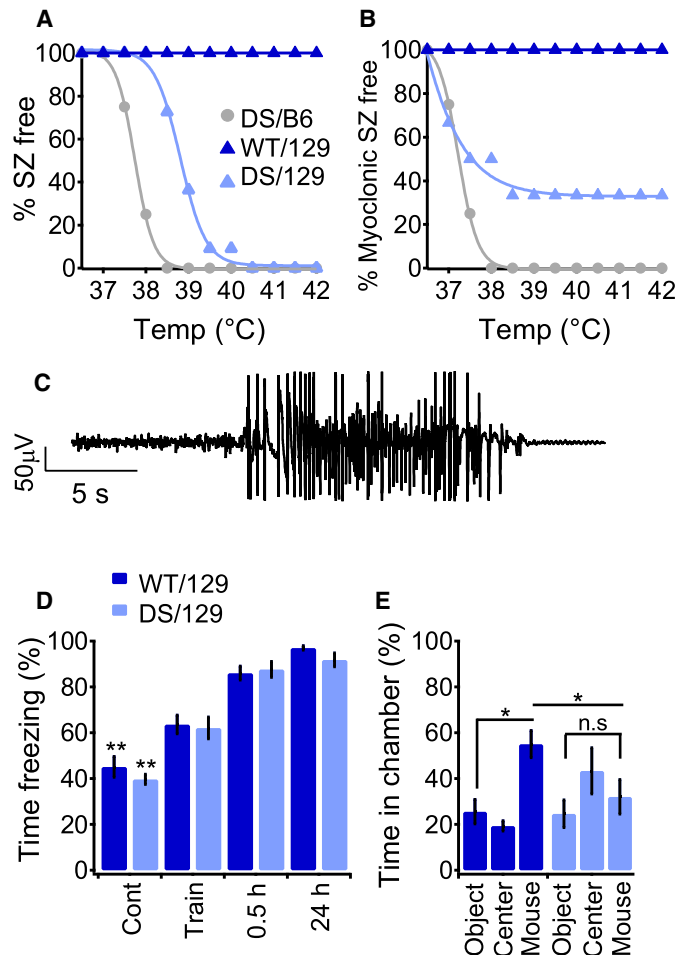 A
% SZ free
100
80
60
40
20
0
37 38 39 40 41 42
Temp (°C)
DS/B6
WT/129
DS/129
B
% Myoclonic SZ free
100
80
60
40
20
0
37 38 39 40 41 42
Temp (°C)
C
50μV
5 s
WT/129
DS/129
D
Time freezing (%)
100
80
60
40
20
0
**
**
Cont
Train
0.5 h
24 h
E
Time in chamber (%)
100
80
60
40
20
0
*
*
n.s
Object
Center
Mouse
Object
Center
Mouse